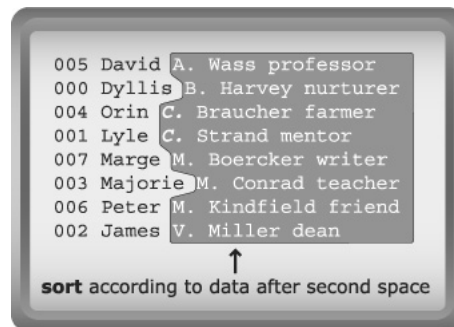 005 David A. Wass professor
000 Dyllis B. Harvey nurturer
004 Orin C. Braucher farmer
001 Lyle C. Strand mentor
007 Marge M. Boercker writer
003 Majorie M. Conrad teacher
006 Peter M. Kindfield friend
002 James V. Miller dean
sort according to data after second space